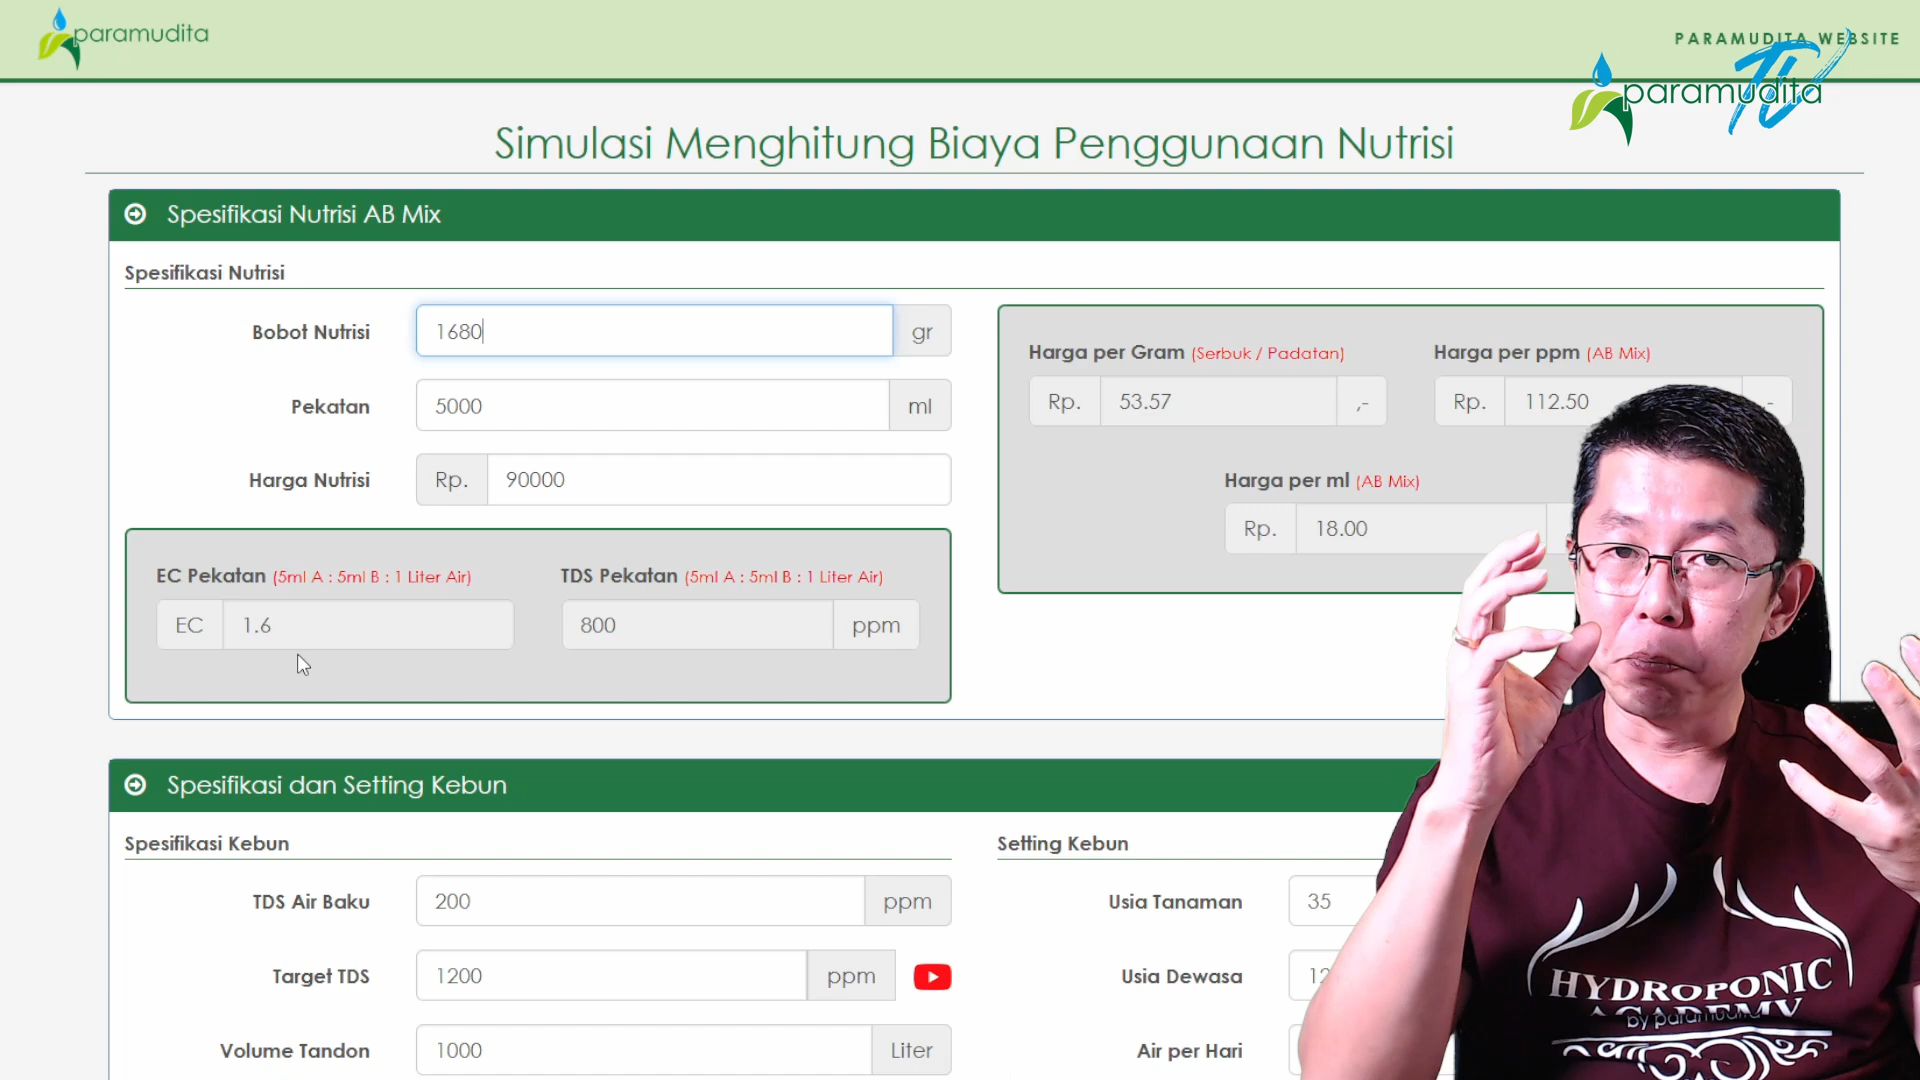 paramudita
PARAMUDITA WEBSITE
paramudita TV
Simulasi Menghitung Biaya Penggunaan Nutrisi
Spesifikasi Nutrisi AB Mix
Spesifikasi Nutrisi
Bobot Nutrisi 1680 gr
Pekatan 5000 ml
Harga Nutrisi Rp. 90000
Harga per Gram (Serbuk / Padatan)
Rp. 53.57 ,-
Harga per ppm (AB Mix)
Rp. 112.50 -
Harga per ml (AB Mix)
Rp. 18.00
EC Pekatan (5ml A : 5ml B : 1 Liter Air)
EC 1.6
TDS Pekatan (5ml A : 5ml B : 1 Liter Air)
800 ppm
Spesifikasi dan Setting Kebun
Spesifikasi Kebun
TDS Air Baku 200 ppm
Target TDS 1200 ppm
Volume Tandon 1000 Liter
Setting Kebun
Usia Tanaman 35
Usia Dewasa 12
Air per Hari
HYDROPONIC
ACADEMY
by paramudita